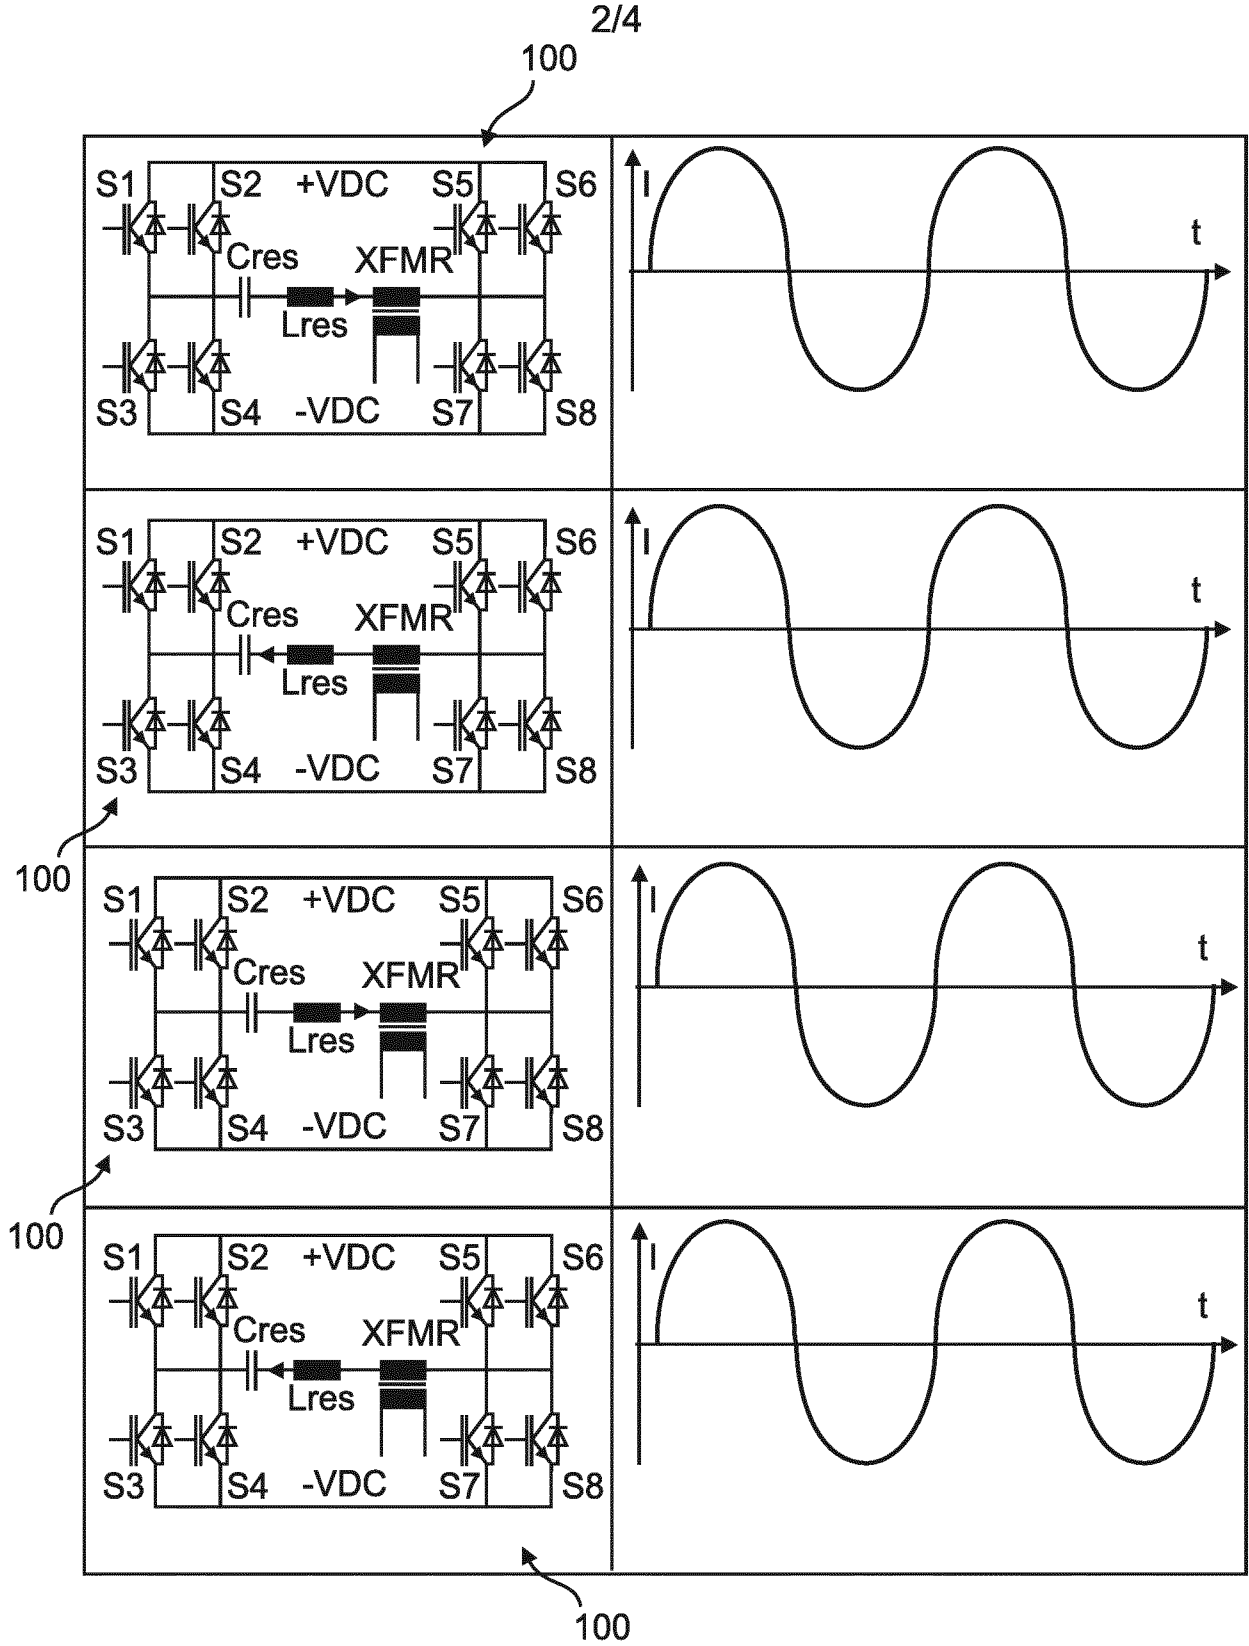 2/4
100
S1 S2 +VDC S5 S6
I
t
Cres XFMR
Lres
S3 S4 -VDC S7 S8
S1 S2 +VDC S5 S6
I
t
Cres XFMR
Lres
S3 S4 -VDC S7 S8
100
S1 S2 +VDC S5 S6
I
t
Cres XFMR
Lres
S3 S4 -VDC S7 S8
100
S1 S2 +VDC S5 S6
I
t
Cres XFMR
Lres
S3 S4 -VDC S7 S8
100